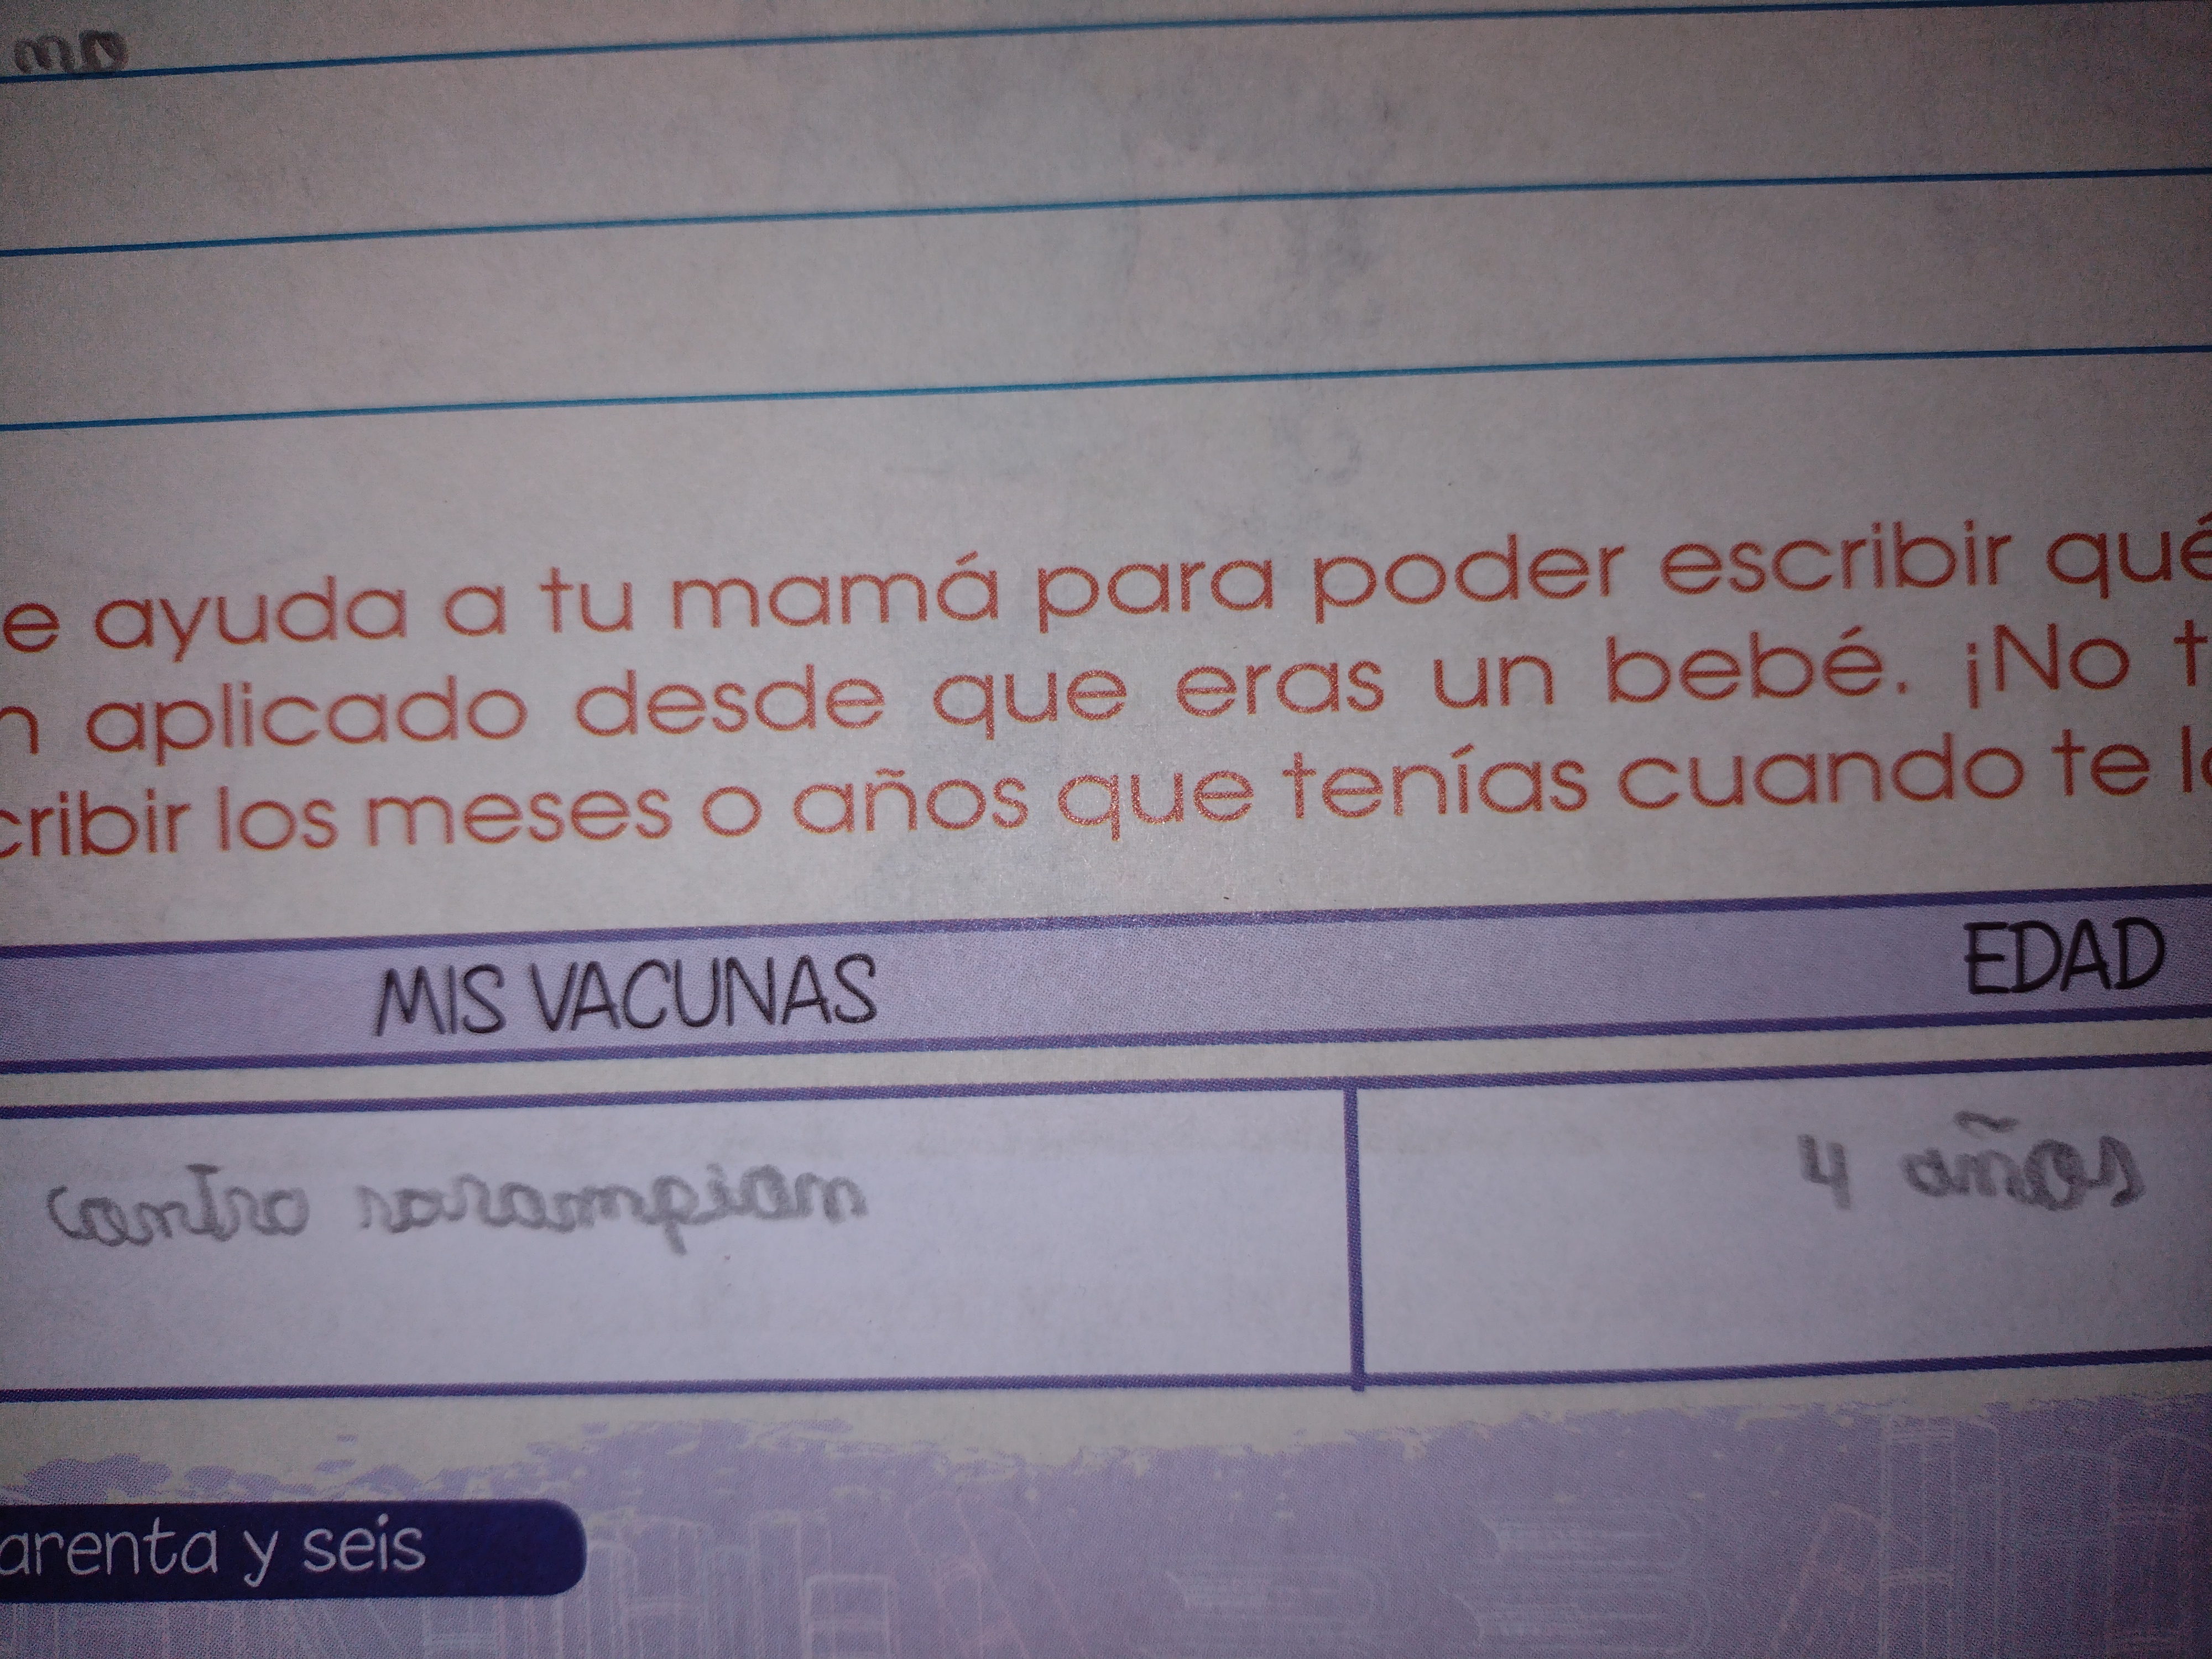 mo
e ayuda a tu mamá para poder escribir qué
n aplicado desde que eras un bebé. ¡No t
cribir los meses o años que tenías cuando te l
MIS VACUNAS EDAD
contra sarampion 4 años
arenta y seis